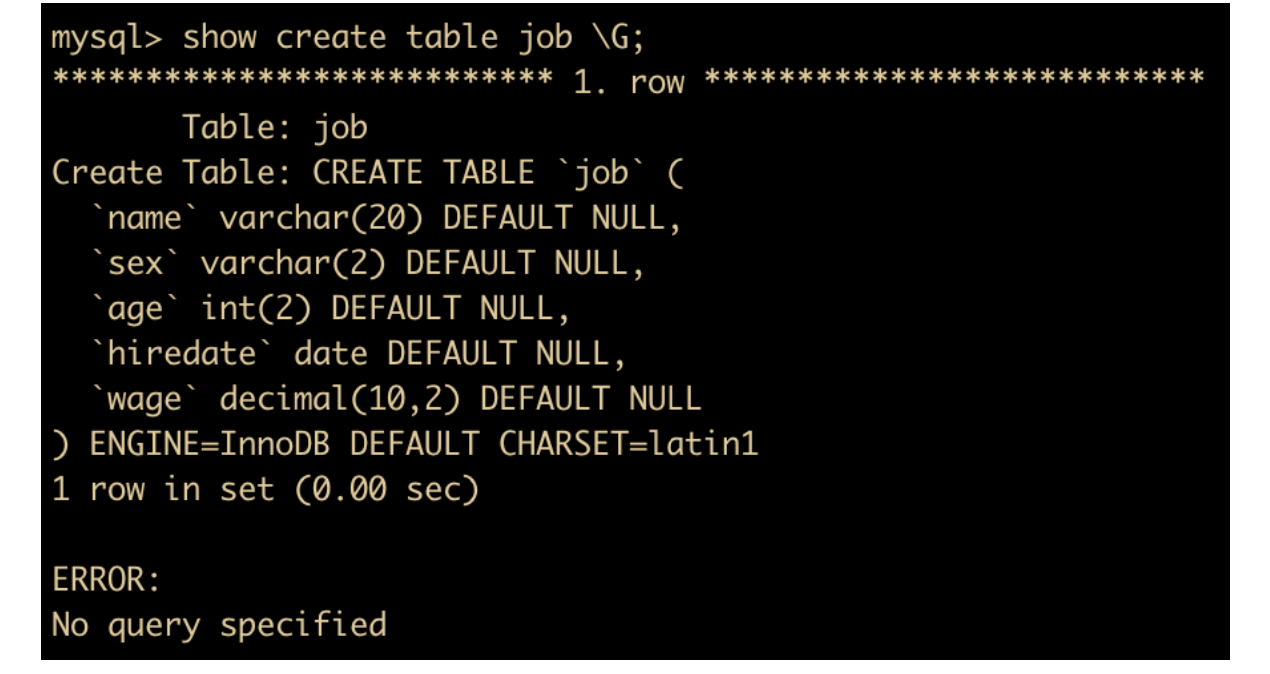 mysql> show create table job \G;
*************************** 1. row ***************************
Table: job
Create Table: CREATE TABLE `job` (
`name` varchar(20) DEFAULT NULL,
`sex` varchar(2) DEFAULT NULL,
`age` int(2) DEFAULT NULL,
`hiredate` date DEFAULT NULL,
`wage` decimal(10,2) DEFAULT NULL
) ENGINE=InnoDB DEFAULT CHARSET=latin1
1 row in set (0.00 sec)
ERROR:
No query specified